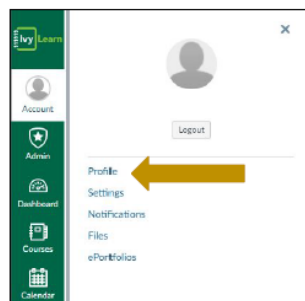 Ivy Learn
Account
Admin
Dashboard
Courses
Calendar
×
Logout
Profile
Settings
Notifications
Files
ePortfolios